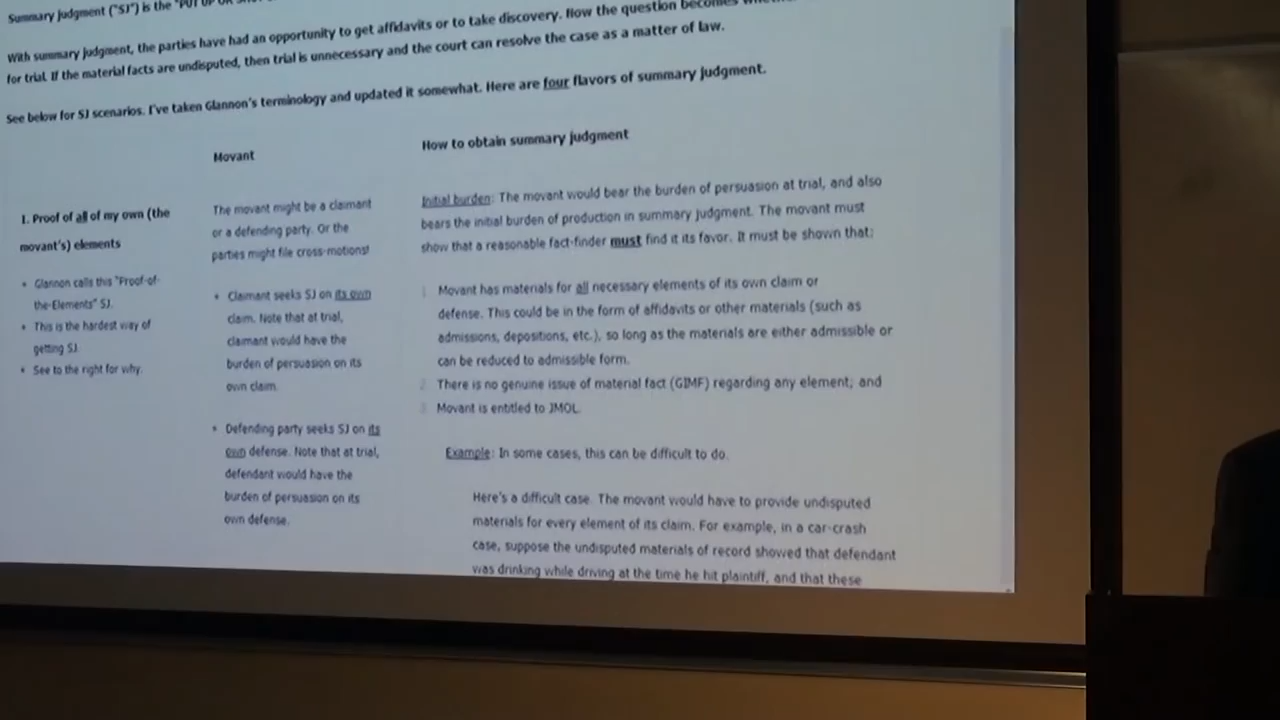 Summary judgment ("SJ") is the "PUT UP OR
With summary judgment, the parties have had an opportunity to get affidavits or to take discovery. Now the question becomes
for trial. If the material facts are undisputed, then trial is unnecessary and the court can resolve the case as a matter of law.
See below for SJ scenarios. I've taken Glannon's terminology and updated it somewhat. Here are four flavors of summary judgment.
Movant
How to obtain summary judgment
1. Proof of all of my own (the
movant's) elements
• Glannon calls this "Proof-of-
the-Elements" SJ.
• This is the hardest way of
getting SJ.
• See to the right for why.
The movant might be a claimant
or a defending party. Or the
parties might file cross-motions!
• Claimant seeks SJ on its own
claim. Note that at trial,
claimant would have the
burden of persuasion on its
own claim.
• Defending party seeks SJ on its
own defense. Note that at trial,
defendant would have the
burden of persuasion on its
own defense.
Initial burden: The movant would bear the burden of persuasion at trial, and also
bears the initial burden of production in summary judgment. The movant must
show that a reasonable fact-finder must find it its favor. It must be shown that:
1 Movant has materials for all necessary elements of its own claim or
defense. This could be in the form of affidavits or other materials (such as
admissions, depositions, etc.), so long as the materials are either admissible or
can be reduced to admissible form.
2 There is no genuine issue of material fact (GIMF) regarding any element; and
3 Movant is entitled to JMOL.
Example: In some cases, this can be difficult to do.
Here's a difficult case. The movant would have to provide undisputed
materials for every element of its claim. For example, in a car-crash
case, suppose the undisputed materials of record showed that defendant
was drinking while driving at the time he hit plaintiff, and that these